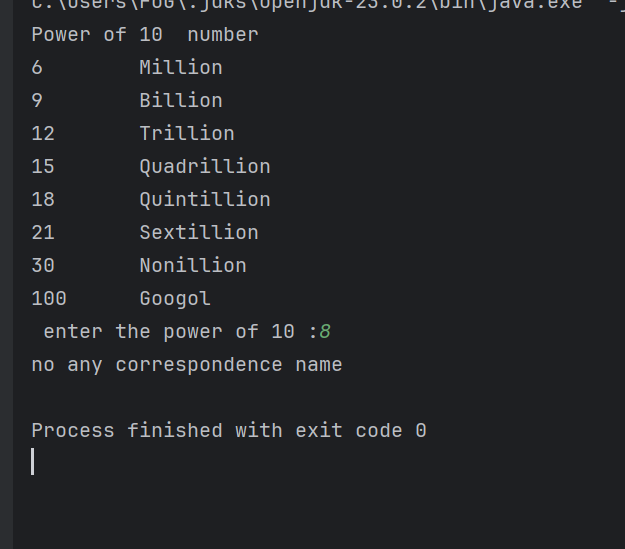 C:\Users\FOG\.jdks\openjdk-23.0.2\bin\java.exe" -j
Power of 10  number
6        Million
9        Billion
12       Trillion
15       Quadrillion
18       Quintillion
21       Sextillion
30       Nonillion
100      Googol
 enter the power of 10 :8
no any correspondence name
Process finished with exit code 0